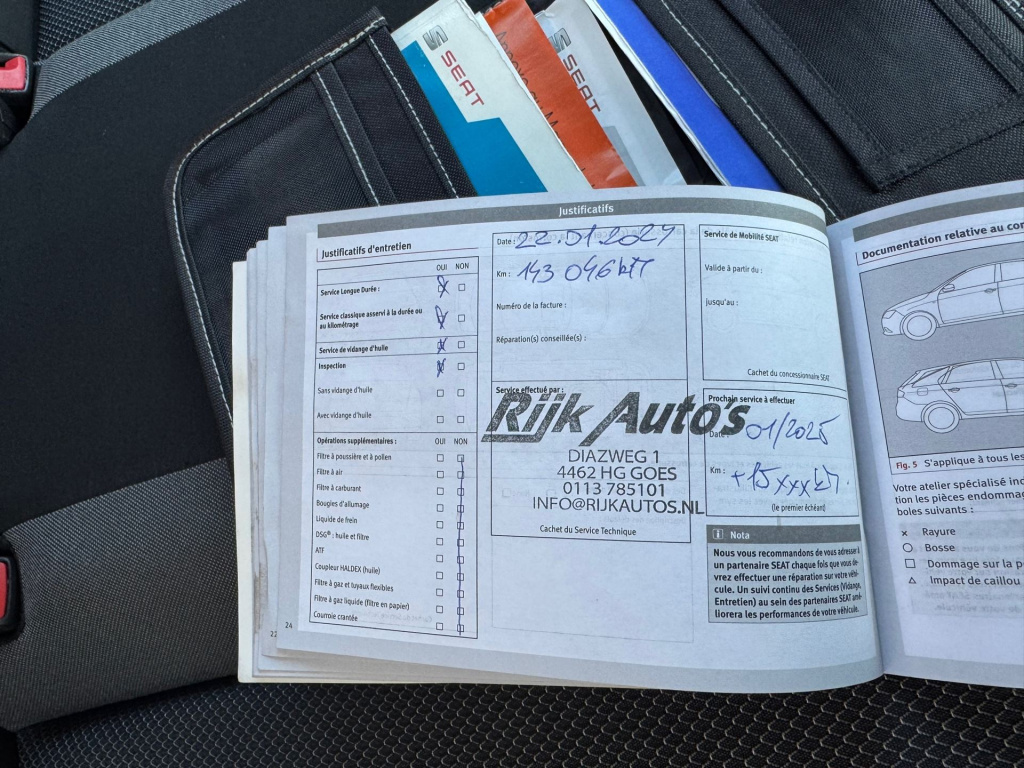 SEAT
SEAT
Justificatifs
Justificatifs d'entretien
OUI NON
Service Longue Durée :
Service classique asservi à la durée ou
au kilométrage
Service de vidange d'huile
Inspection
Sans vidange d'huile
Avec vidange d'huile
Opérations supplémentaires : OUI NON
Filtre à poussière et à pollen
Filtre à air
Filtre à carburant
Bougies d'allumage
Liquide de frein
DSG® : huile et filtre
ATF
Coupleur HALDEX (huile)
Filtre à gaz et tuyaux flexibles
Filtre à gaz liquide (filtre en papier)
Courroie crantée
24
22
Date : 22.01.2024
Km : 143 046 km
Numéro de la facture :
Réparation(s) conseillée(s) :
Service effectué par :
Rijk Auto's
DIAZWEG 1
4462 HG GOES
0113 785101
INFO@RIJKAUTOS.NL
Cachet du Service Technique
Service de Mobilité SEAT
Valide à partir du :
jusqu'au :
Cachet du concessionnaire SEAT
Prochain service à effectuer
Date : 01/2025
Km : +15xxx km.
(le premier échéant)
i Nota
Nous vous recommandons de vous adresser à
un partenaire SEAT chaque fois que vous de-
vrez effectuer une réparation sur votre véhi-
cule. Un suivi continu des Services (Vidange,
Entretien) au sein des partenaires SEAT amé-
liorera les performances de votre véhicule.
Documentation relative au
Fig. 5 S'applique à tous les
Votre atelier spécialisé
tion les pièces
boles suivants :
× Rayure
○ Bosse
□ Dommage sur la
△ Impact de caillou